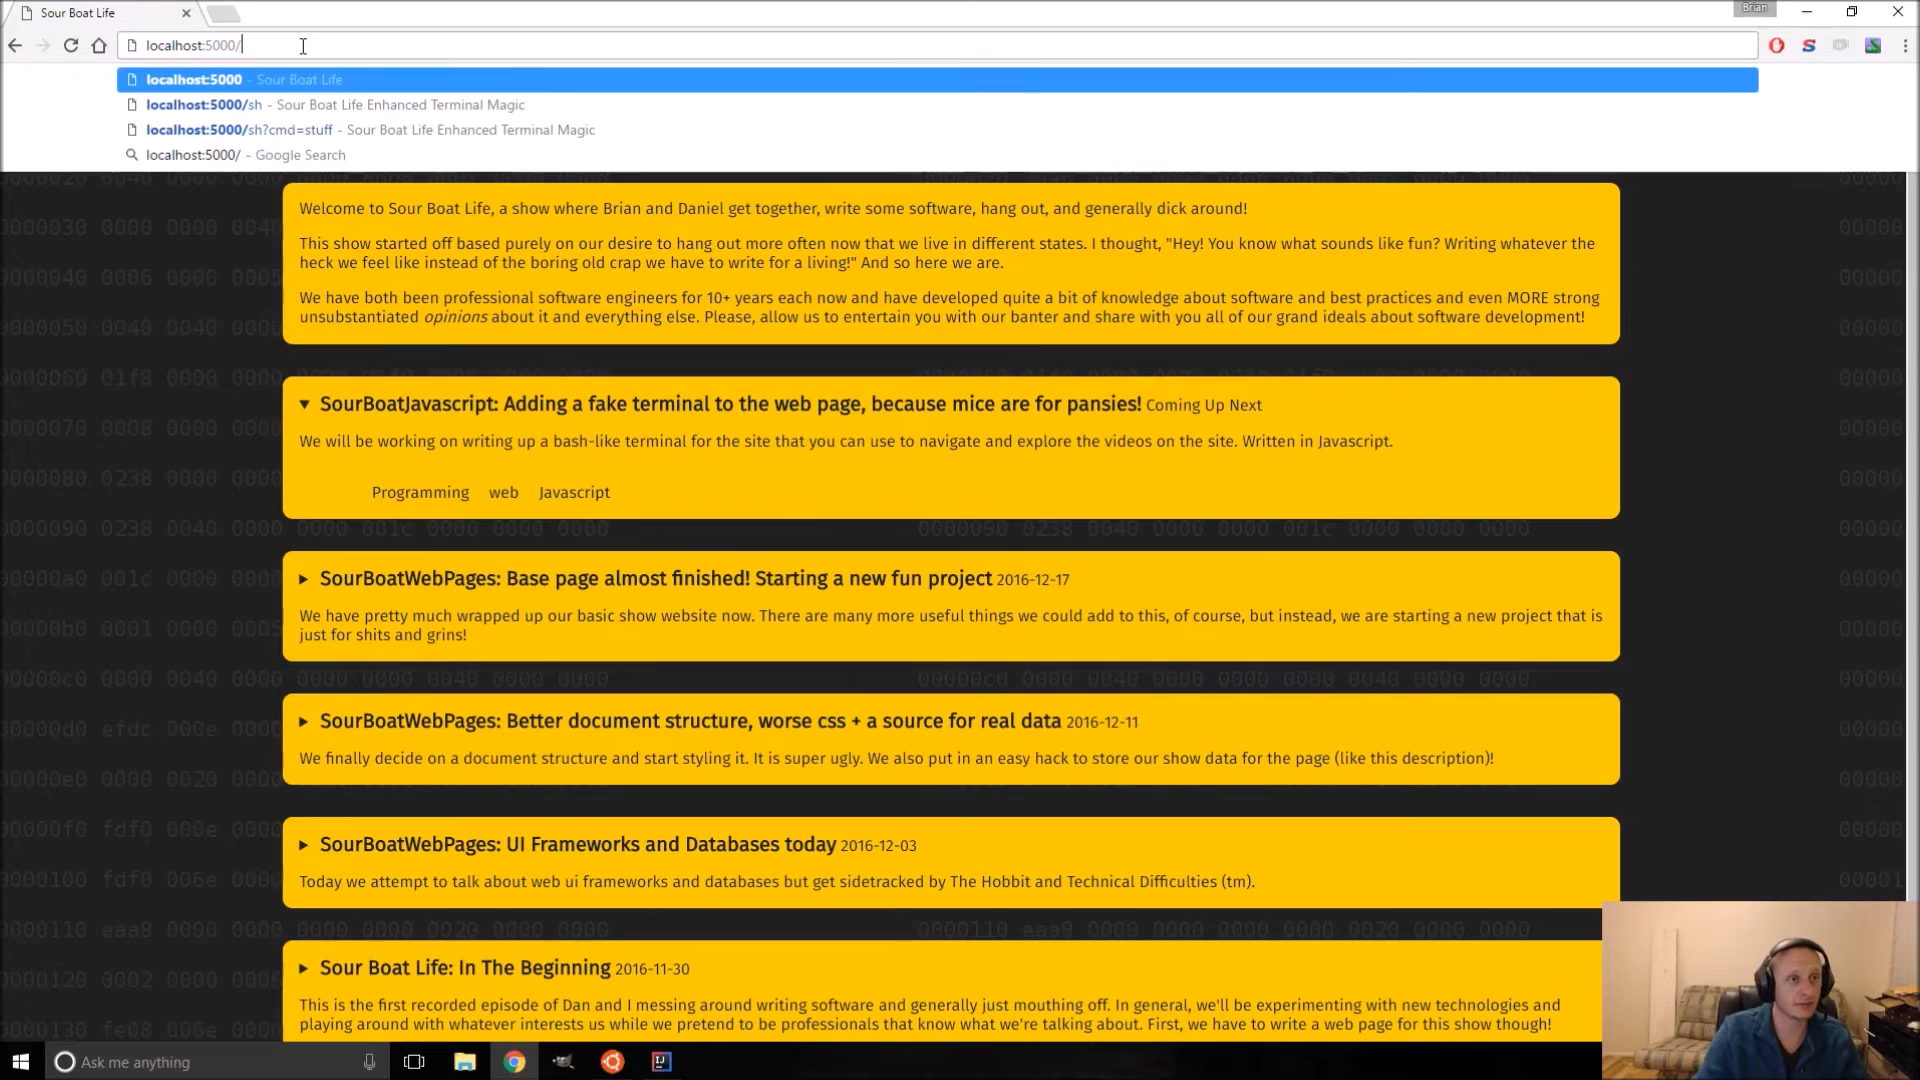 Sour Boat Life
Brian
localhost:5000/
localhost:5000 - Sour Boat Life
localhost:5000/sh - Sour Boat Life Enhanced Terminal Magic
localhost:5000/sh?cmd=stuff - Sour Boat Life Enhanced Terminal Magic
localhost:5000/ - Google Search
Welcome to Sour Boat Life, a show where Brian and Daniel get together, write some software, hang out, and generally dick around!
This show started off based purely on our desire to hang out more often now that we live in different states. I thought, "Hey! You know what sounds like fun? Writing whatever the
heck we feel like instead of the boring old crap we have to write for a living!" And so here we are.
We have both been professional software engineers for 10+ years each now and have developed quite a bit of knowledge about software and best practices and even MORE strong
unsubstantiated opinions about it and everything else. Please, allow us to entertain you with our banter and share with you all of our grand ideals about software development!
SourBoatJavascript: Adding a fake terminal to the web page, because mice are for pansies! Coming Up Next
We will be working on writing up a bash-like terminal for the site that you can use to navigate and explore the videos on the site. Written in Javascript.
Programming web Javascript
SourBoatWebPages: Base page almost finished! Starting a new fun project 2016-12-17
We have pretty much wrapped up our basic show website now. There are many more useful things we could add to this, of course, but instead, we are starting a new project that is
just for shits and grins!
SourBoatWebPages: Better document structure, worse css + a source for real data 2016-12-11
We finally decide on a document structure and start styling it. It is super ugly. We also put in an easy hack to store our show data for the page (like this description)!
SourBoatWebPages: UI Frameworks and Databases today 2016-12-03
Today we attempt to talk about web ui frameworks and databases but get sidetracked by The Hobbit and Technical Difficulties (tm).
Sour Boat Life: In The Beginning 2016-11-30
This is the first recorded episode of Dan and I messing around writing software and generally just mouthing off. In general, we'll be experimenting with new technologies and
playing around with whatever interests us while we pretend to be professionals that know what we're talking about. First, we have to write a web page for this show though!
Ask me anything